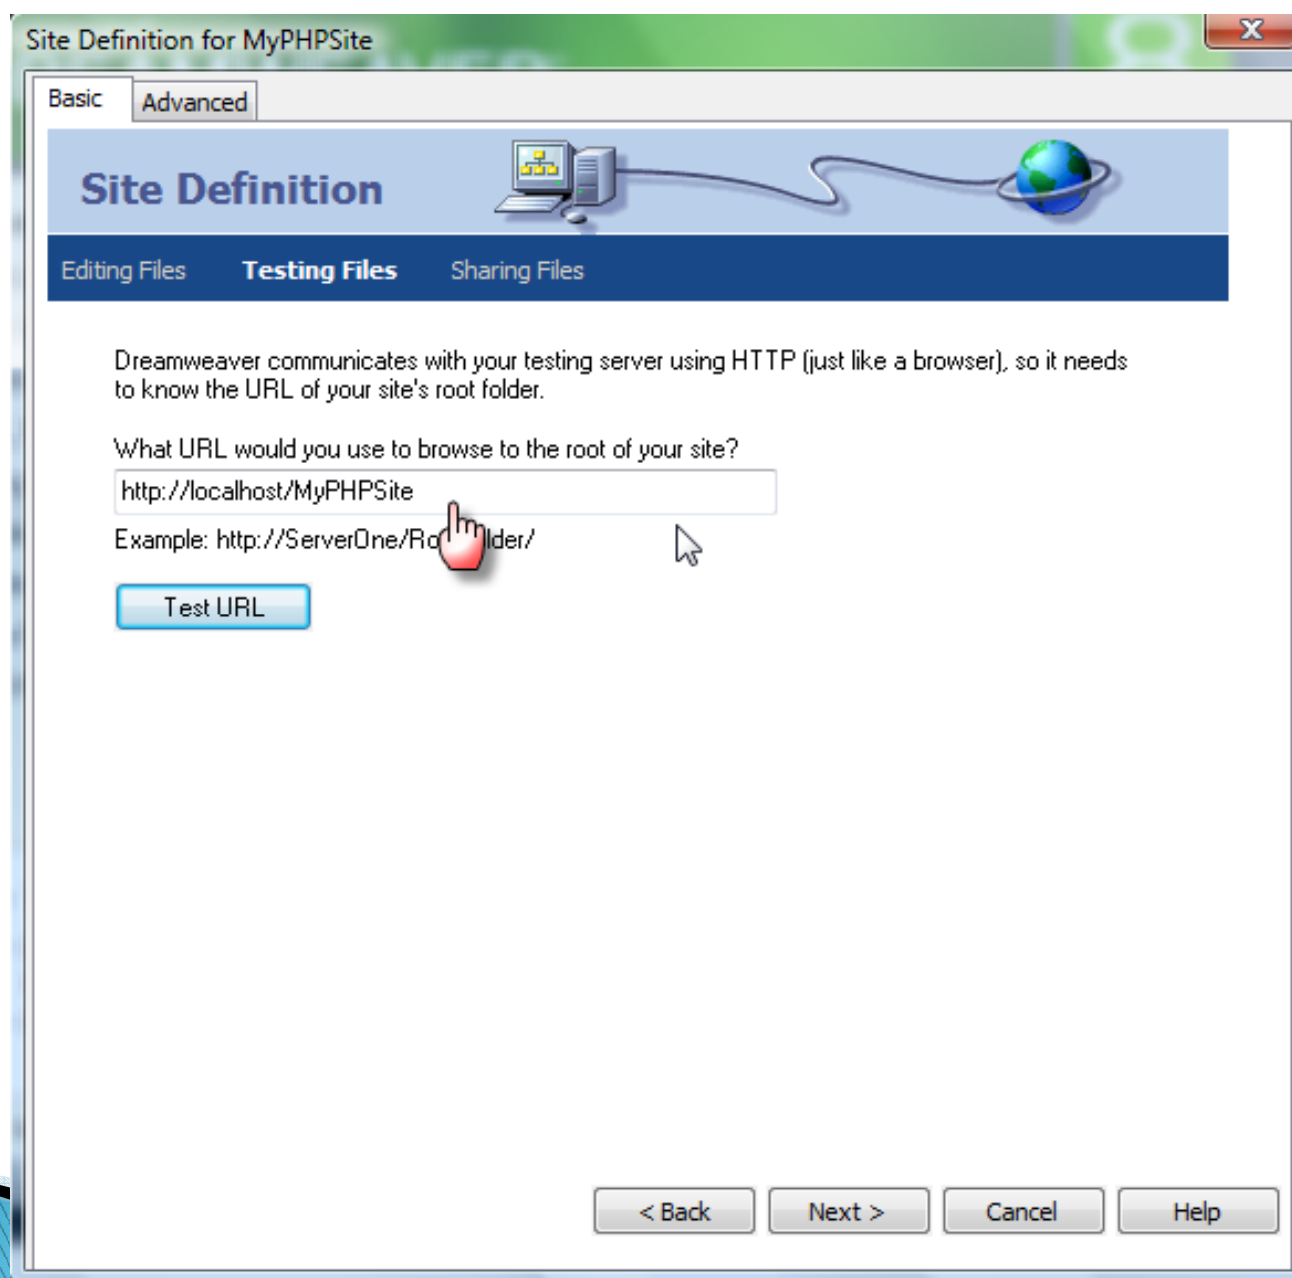 Site Definition for MyPHPSite
X
Basic
Advanced
Site Definition
Editing Files Testing Files Sharing Files
Dreamweaver communicates with your testing server using HTTP (just like a browser), so it needs
to know the URL of your site's root folder.
What URL would you use to browse to the root of your site?
http://localhost/MyPHPSite
Example: http://ServerOne/
Test URL
< Back Next > Cancel Help